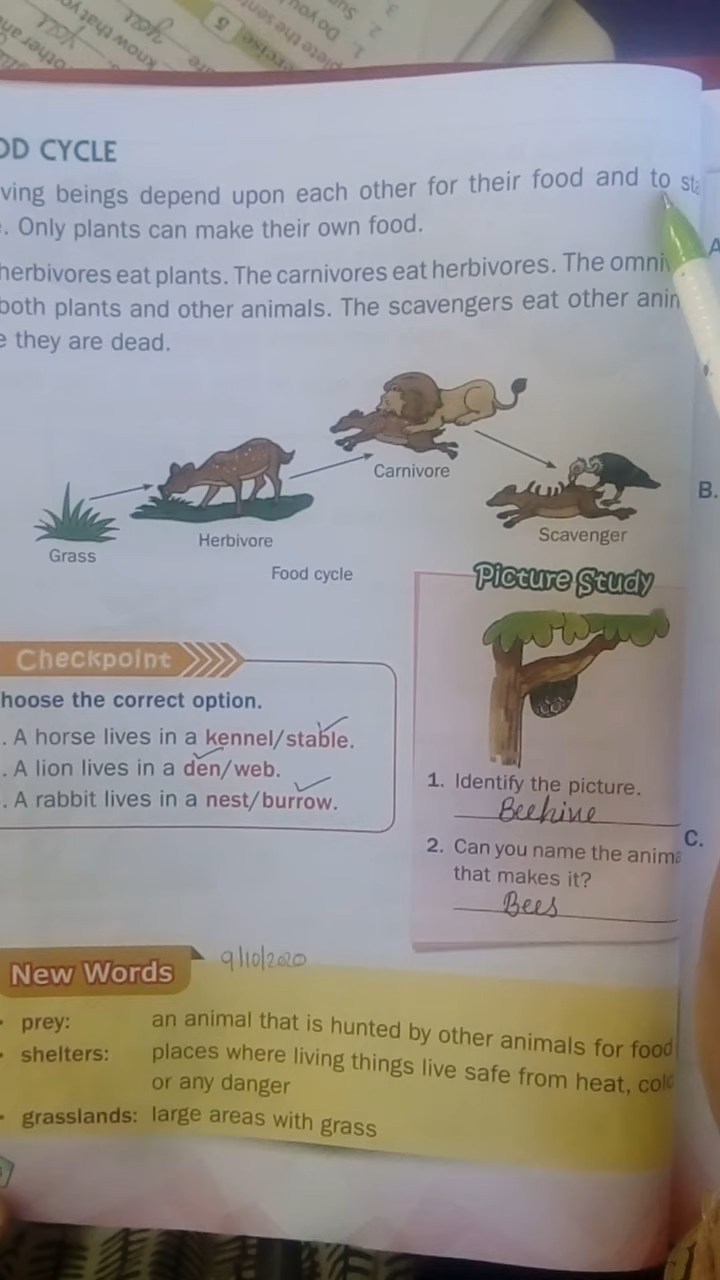 5
OD CYCLE
ving beings depend upon each other for their food and to sta
. Only plants can make their own food.
herbivores eat plants. The carnivores eat herbivores. The omniv
both plants and other animals. The scavengers eat other anim
e they are dead.
Grass
Herbivore
Carnivore
Scavenger
Food cycle
Picture Study
Checkpoint
hoose the correct option.
. A horse lives in a kennel/stable.
. A lion lives in a den/web.
. A rabbit lives in a nest/burrow.
1. Identify the picture.
Beehive
2. Can you name the anima
that makes it?
Bees
A
B.
C.
New Words
9/10/2020
prey: an animal that is hunted by other animals for food
shelters: places where living things live safe from heat, cold
or any danger
grasslands: large areas with grass